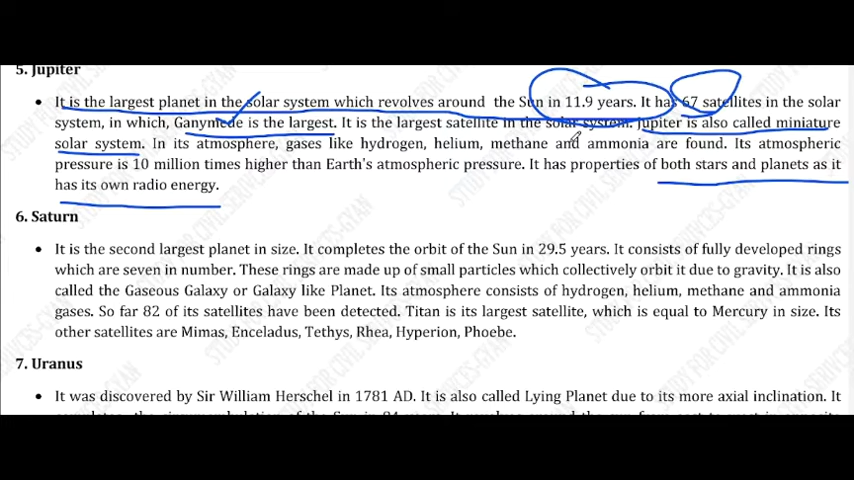 5. Jupiter
• It is the largest planet in the solar system which revolves around the Sun in 11.9 years. It has 67 satellites in the solar
system, in which, Ganymede is the largest. It is the largest satellite in the solar system. Jupiter is also called miniature
solar system. In its atmosphere, gases like hydrogen, helium, methane and ammonia are found. Its atmospheric
pressure is 10 million times higher than Earth's atmospheric pressure. It has properties of both stars and planets as it
has its own radio energy.
6. Saturn
• It is the second largest planet in size. It completes the orbit of the Sun in 29.5 years. It consists of fully developed rings
which are seven in number. These rings are made up of small particles which collectively orbit it due to gravity. It is also
called the Gaseous Galaxy or Galaxy like Planet. Its atmosphere consists of hydrogen, helium, methane and ammonia
gases. So far 82 of its satellites have been detected. Titan is its largest satellite, which is equal to Mercury in size. Its
other satellites are Mimas, Enceladus, Tethys, Rhea, Hyperion, Phoebe.
7. Uranus
• It was discovered by Sir William Herschel in 1781 AD. It is also called Lying Planet due to its more axial inclination. It